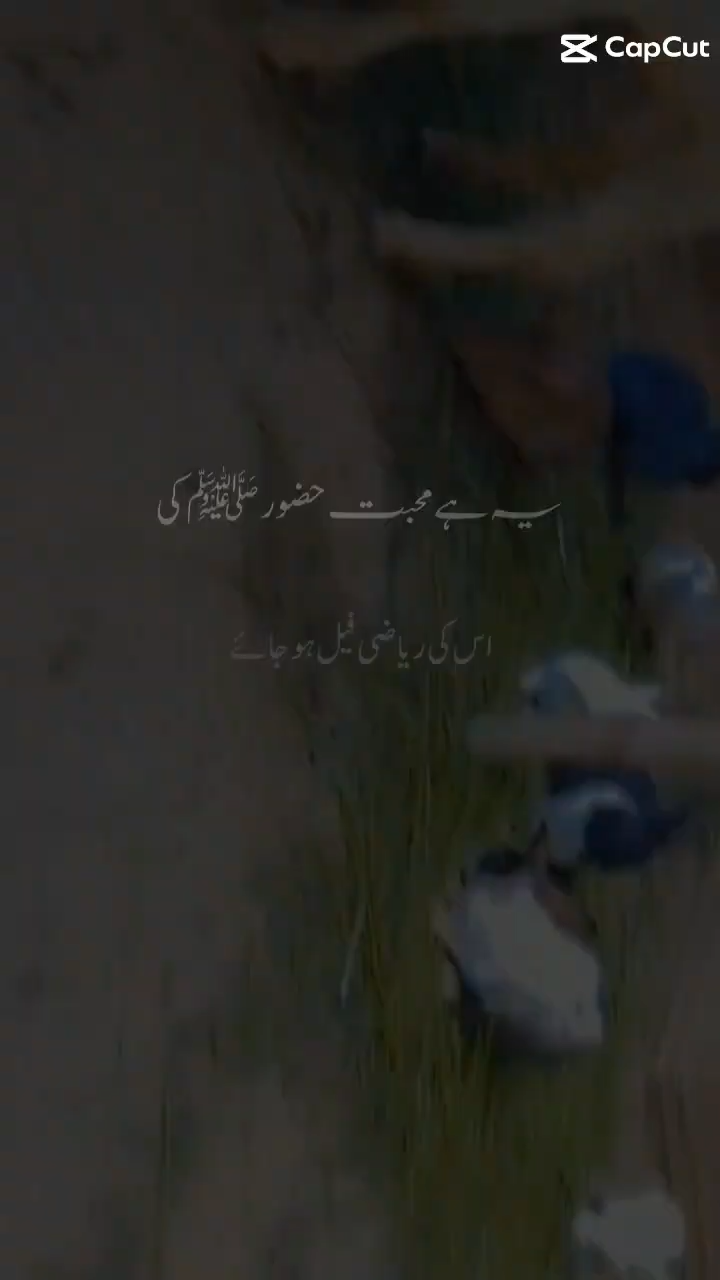 CapCut
یہ ہے محبت حضور ﷺ کی
اس کی ریاضی فیل ہو جائے